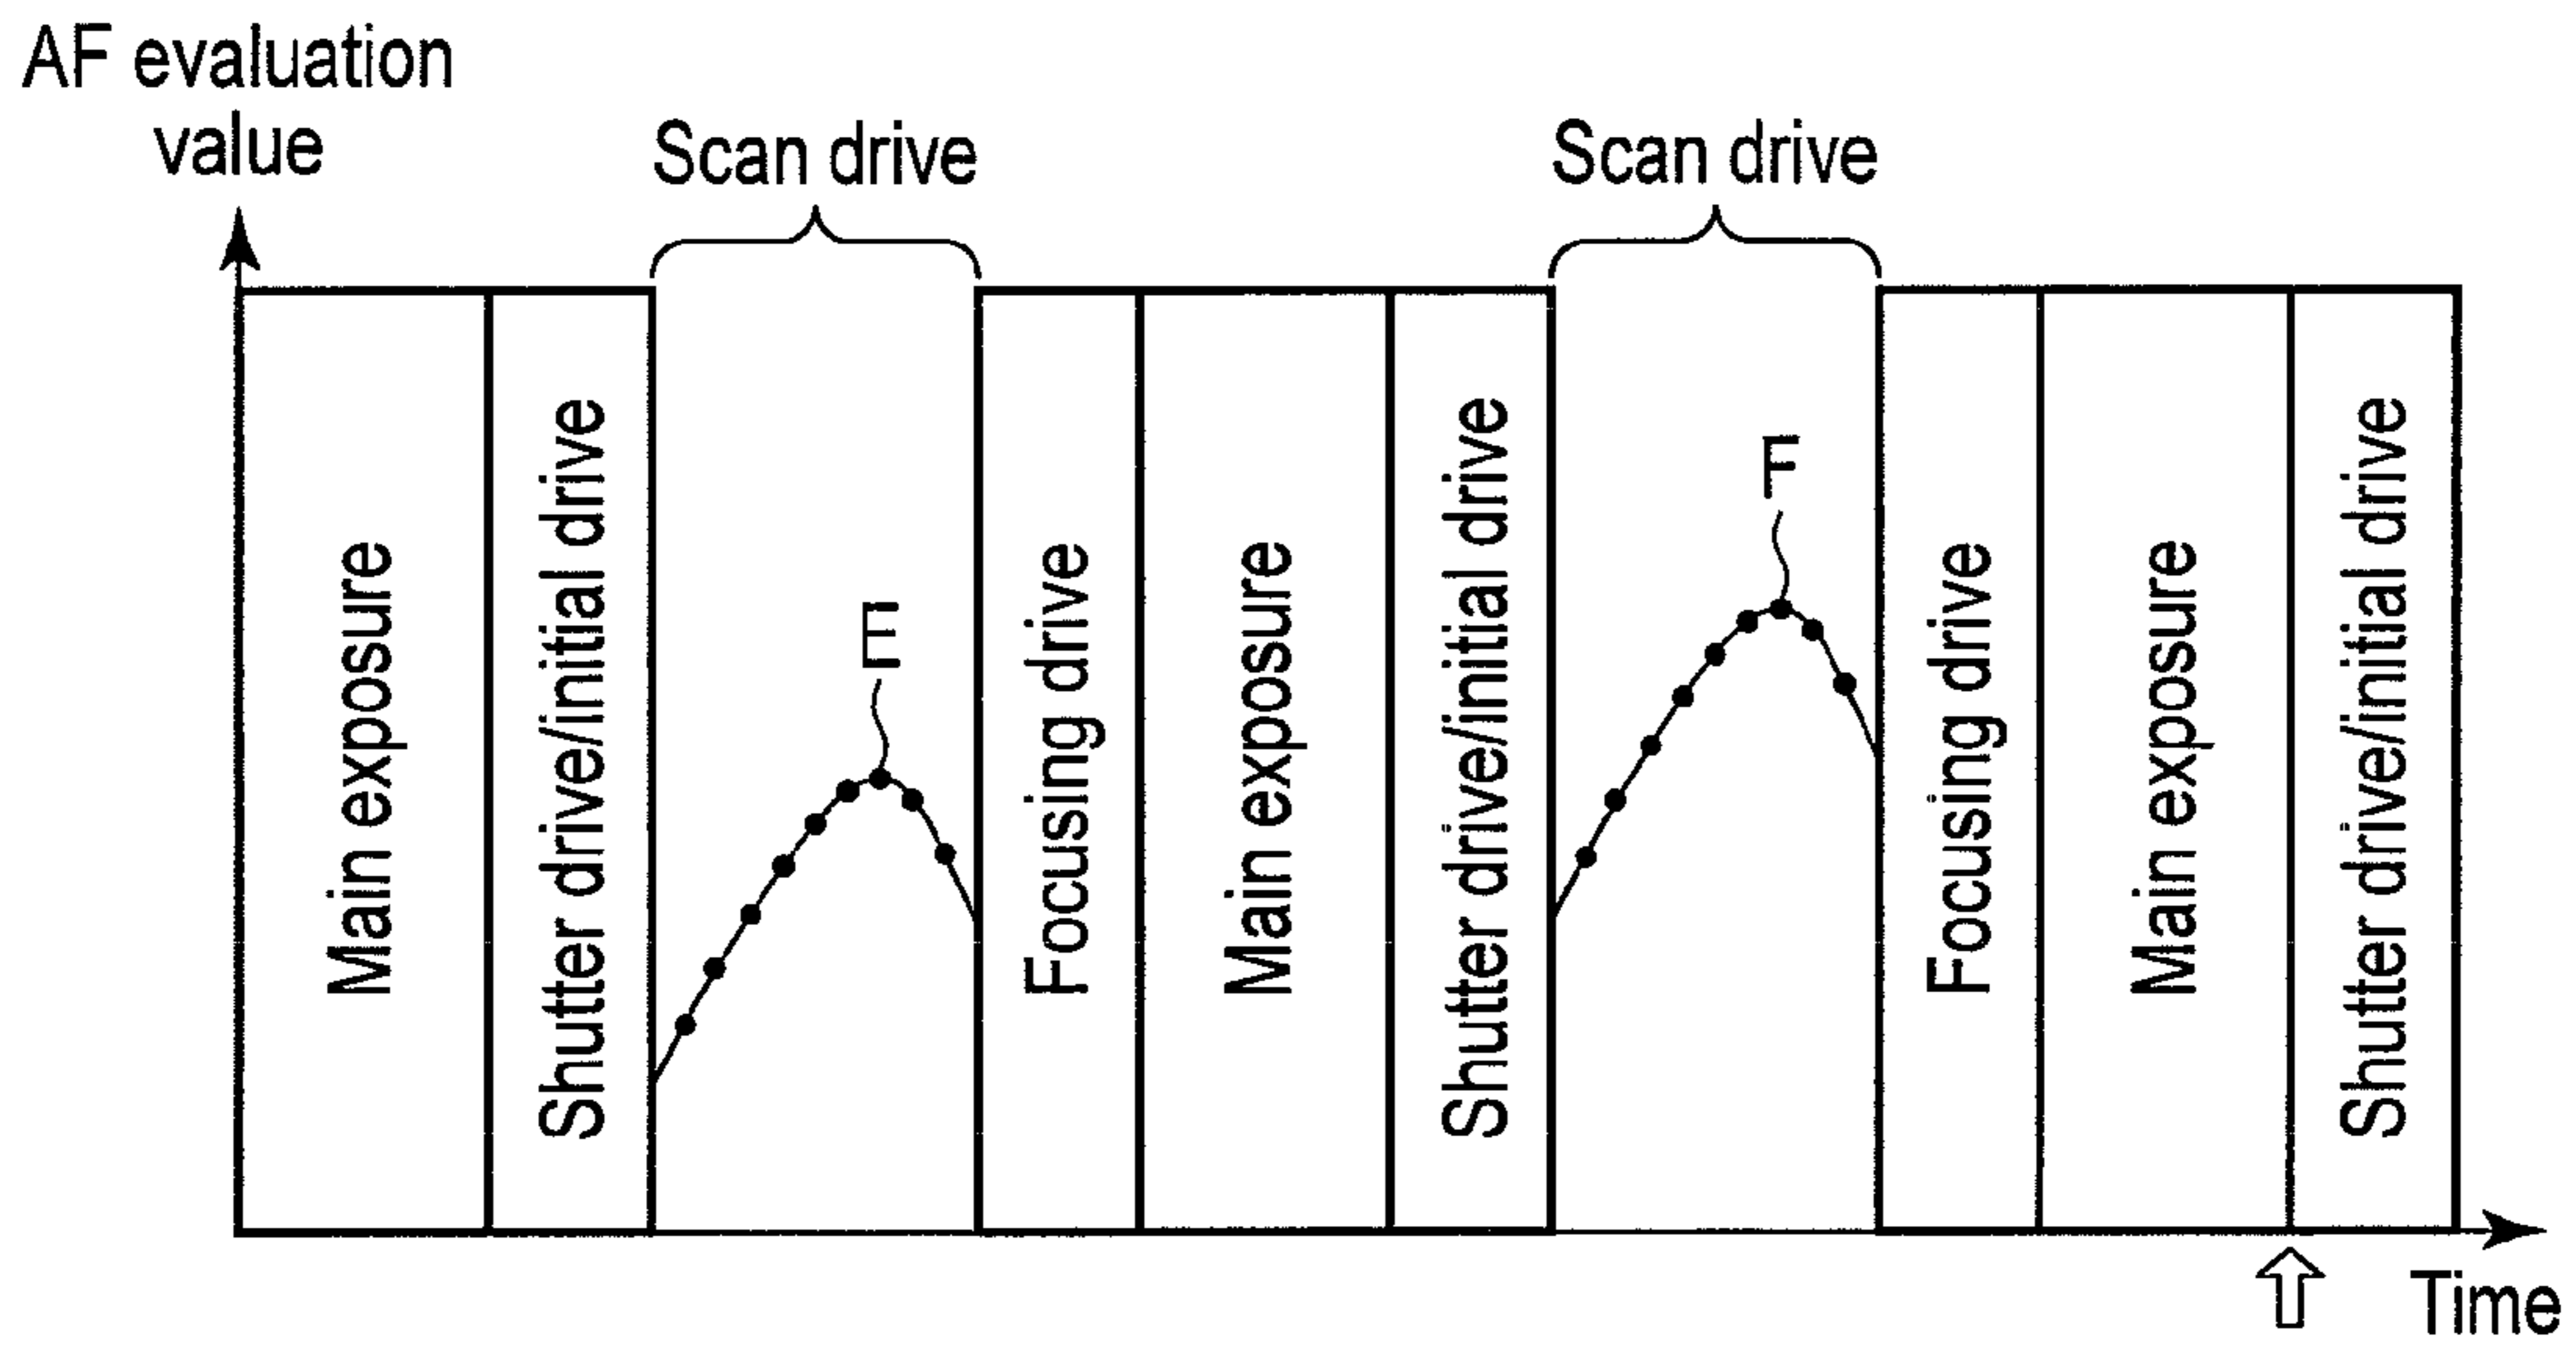 AF evaluation
value
Scan drive
Scan drive
Main exposure
Shutter drive/initial drive
E
Focusing drive
Main exposure
Shutter drive/initial drive
F
Focusing drive
Main exposure
Shutter drive/initial drive
Time